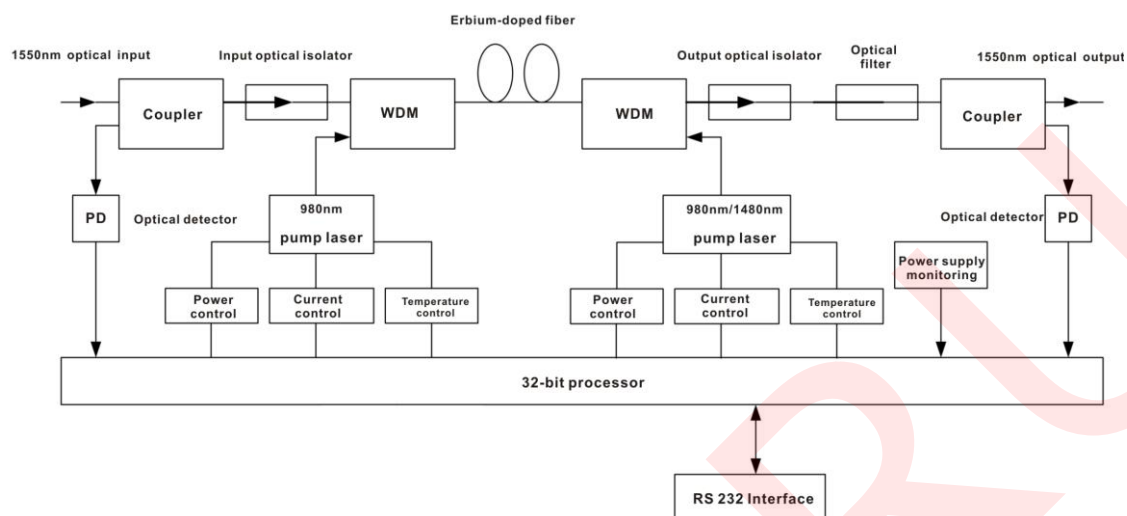 Erbium-doped fiber
1550nm optical input
Input optical isolator
Output optical isolator
Optical
filter
1550nm optical output
Coupler
WDM
WDM
Coupler
PD
Optical detector
980nm
pump laser
980nm/1480nm
pump laser
Optical detector
PD
Power supply
monitoring
Power
control
Current
control
Temperature
control
Power
control
Current
control
Temperature
control
32-bit processor
RS 232 Interface